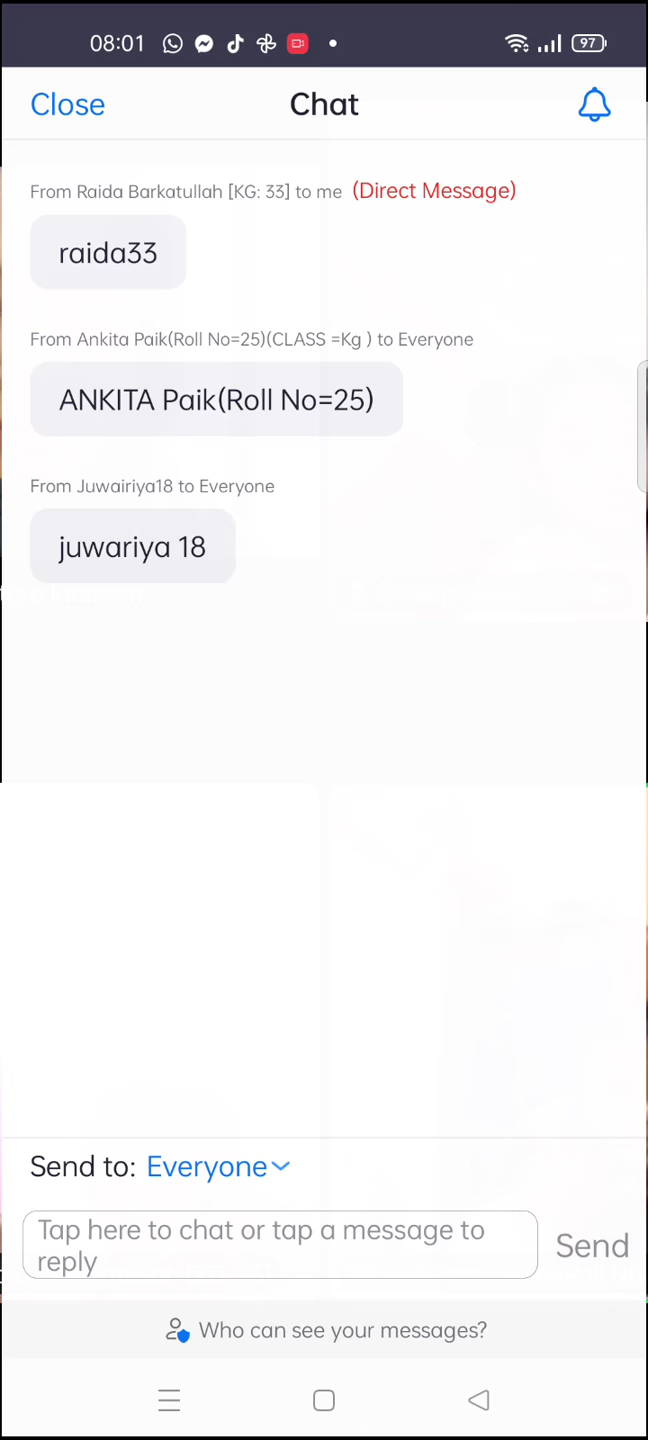 08:01
97
Close
Chat
From Raida Barkatullah [KG: 33] to me (Direct Message)
raida33
From Ankita Paik(Roll No=25)(CLASS =Kg ) to Everyone
ANKITA Paik(Roll No=25)
From Juwairiya18 to Everyone
juwariya 18
Send to: Everyone
Tap here to chat or tap a message to
reply
Send
Who can see your messages?